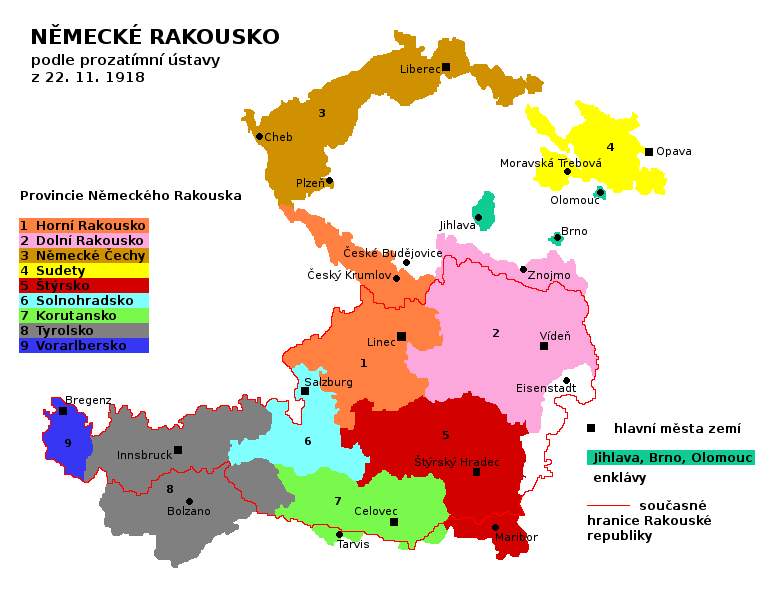 NĚMECKÉ RAKOUSKO
podle prozatímní ústavy
z 22. 11. 1918
Liberec
3
Cheb
Plzeň
4
Opava
Moravská Třebová
Olomouc
Jihlava
Brno
Provincie Německého Rakouska
1 Horní Rakousko
2 Dolní Rakousko
3 Německé Čechy
4 Sudety
5 Štýrsko
6 Solnohradsko
7 Korutansko
8 Tyrolsko
9 Vorarlbersko
České Budějovice
Český Krumlov
Znojmo
Linec
2
Vídeň
1
Salzburg
Eisenstadt
Bregenz
9
Innsbruck
6
5
Štýrský Hradec
8
Bolzano
7
Celovec
Tarvis
Maribor
hlavní města zemí
Jihlava, Brno, Olomouc
enklávy
současné
hranice Rakouské
republiky